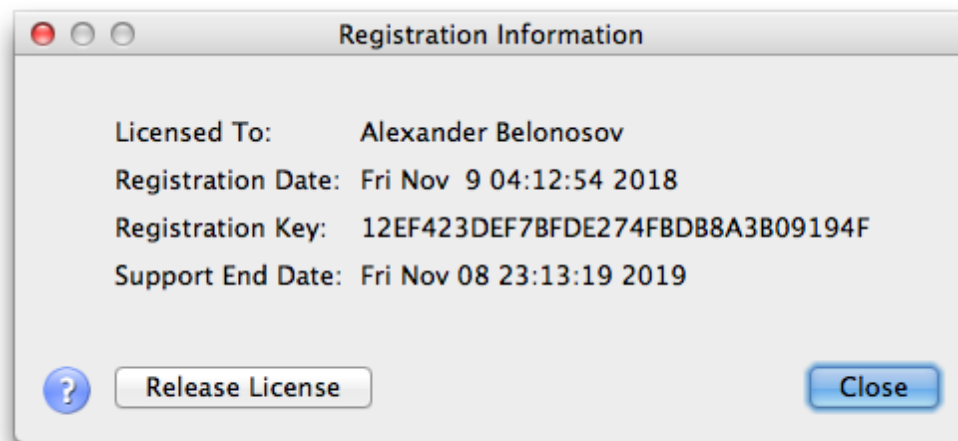 Registration Information
Licensed To: Alexander Belonosov
Registration Date: Fri Nov  9 04:12:54 2018
Registration Key: 12EF423DEF7BFDE274FBDB8A3B09194F
Support End Date: Fri Nov 08 23:13:19 2019
? Release License Close